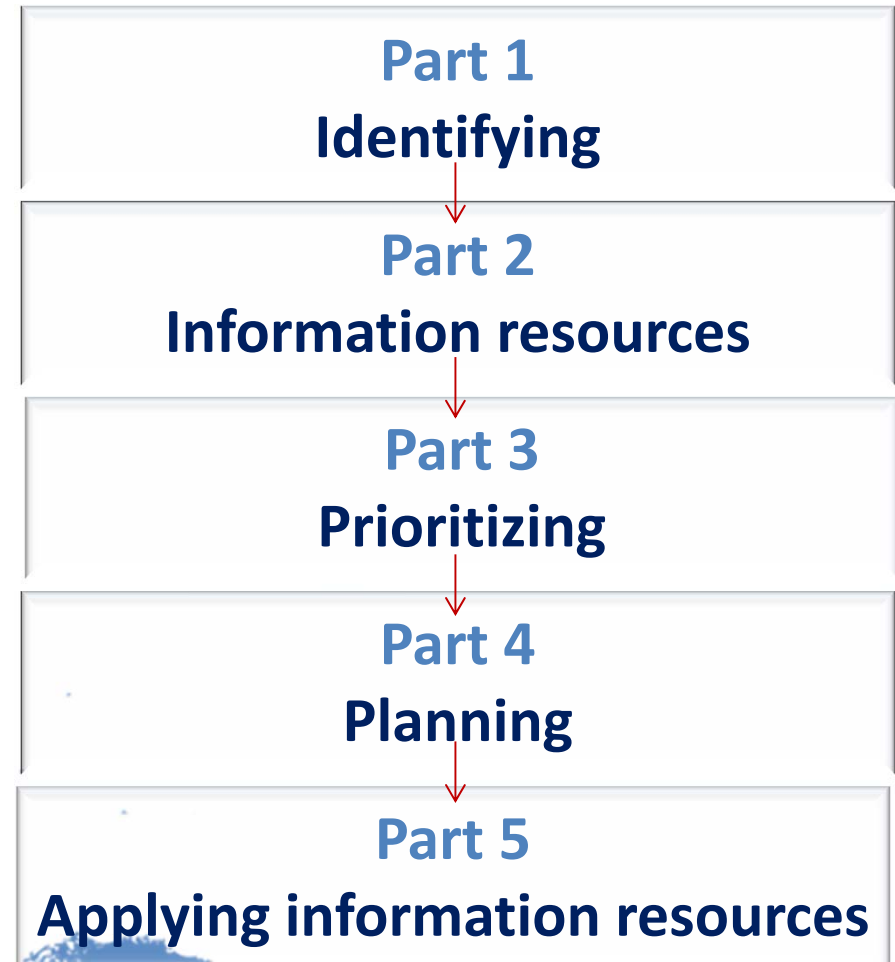 Part 1
Identifying
Part 2
Information resources
Part 3
Prioritizing
Part 4
Planning
Part 5
Applying information resources